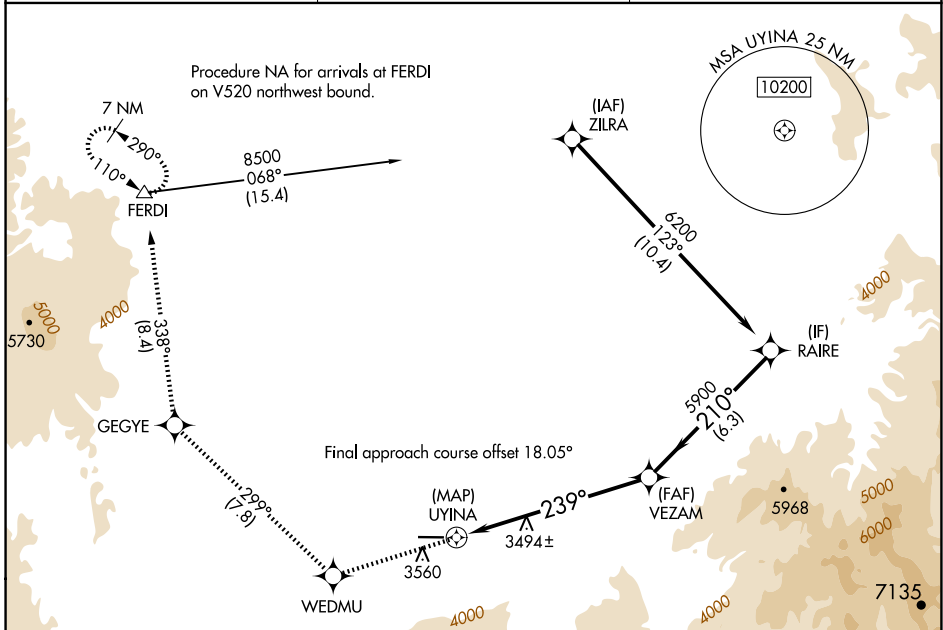 Procedure NA for arrivals at FERDI
on V520 northwest bound.
MSA UYINA 25 NM
10200
7 NM
290°
110°
FERDI
8500
068°
(15.4)
(IAF)
ZILRA
6200
123°
(10.4)
4000
5000
4000
5730
338°
(8.4)
(IF)
RAIRE
5900
210°
(6.3)
GEGYE
Final approach course offset 18.05°
299°
(7.8)
(MAP)
UYINA
239°
(FAF)
VEZAM
3494±
3560
5968
5000
6000
WEDMU
4000
4000
7135